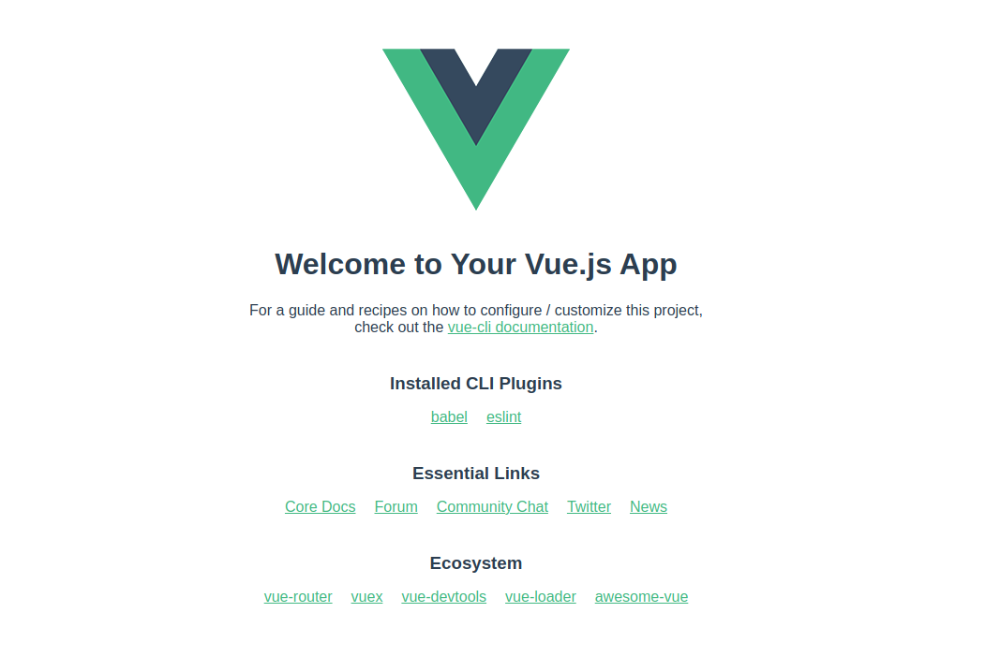 Welcome to Your Vue.js App
For a guide and recipes on how to configure / customize this project,
check out the vue-cli documentation.
Installed CLI Plugins
babel eslint
Essential Links
Core Docs Forum Community Chat Twitter News
Ecosystem
vue-router vuex vue-devtools vue-loader awesome-vue